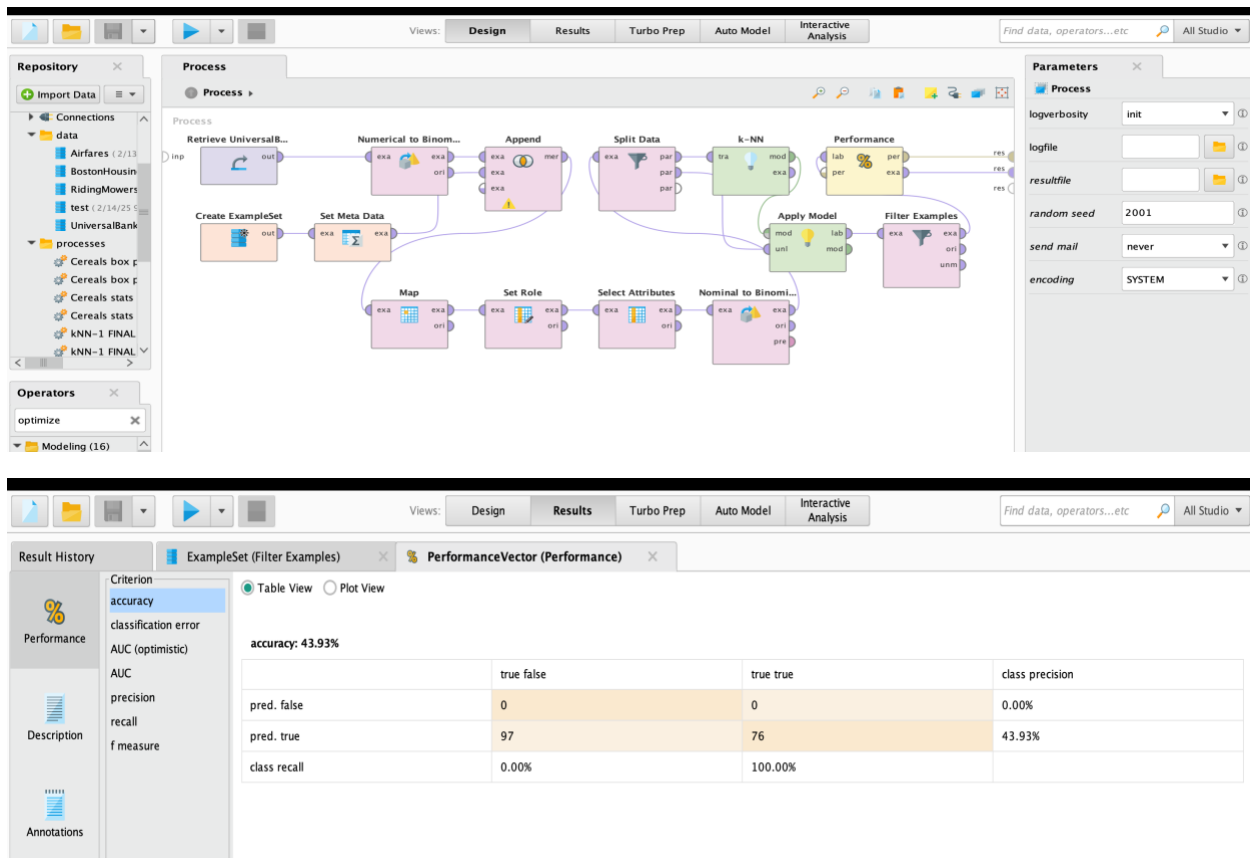 Views: Design Results Turbo Prep Auto Model Interactive Analysis Find data, operators...etc All Studio
Repository
Process
Parameters
Import Data
Process
Process
Connections
Process
logverbosity init
data
Retrieve UniversalB... Numerical to Binom... Append Split Data k-NN Performance
Airfares (2/13
inp out exa exa exa mer exa par tra mod lab per res
logfile
BostonHousin
ori exa par exa per exa res
RidingMowers
exa par res
resultfile
test (2/14/25 9
Create ExampleSet Set Meta Data Apply Model Filter Examples
random seed 2001
UniversalBank
out exa exa mod lab exa exa
processes
unl mod ori
send mail never
Cereals box p
unm
Cereals box p
encoding SYSTEM
Cereals stats
Map Set Role Select Attributes Nominal to Binomi...
Cereals stats
exa exa exa exa exa exa exa exa
kNN-1 FINAL
ori ori ori ori
kNN-1 FINAL
pre
Operators
optimize
Modeling (16)
Views: Design Results Turbo Prep Auto Model Interactive Analysis Find data, operators...etc All Studio
Result History ExampleSet (Filter Examples) PerformanceVector (Performance)
Criterion
Table View Plot View
accuracy
classification error
Performance
AUC (optimistic)
accuracy: 43.93%
AUC
true false true true class precision
precision
pred. false 0 0 0.00%
recall
Description
pred. true 97 76 43.93%
f measure
class recall 0.00% 100.00%
Annotations